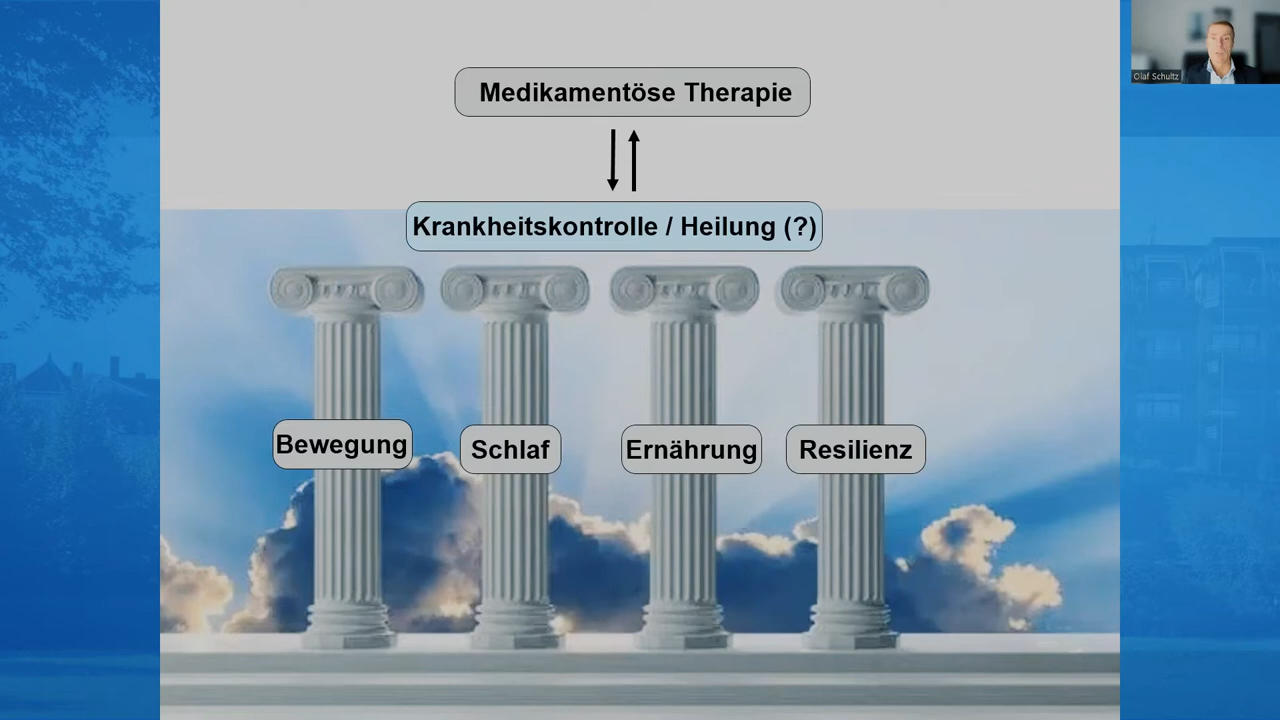 Medikamentöse Therapie
Olaf Schultz
Krankheitskontrolle / Heilung (?)
Bewegung
Schlaf
Ernährung
Resilienz